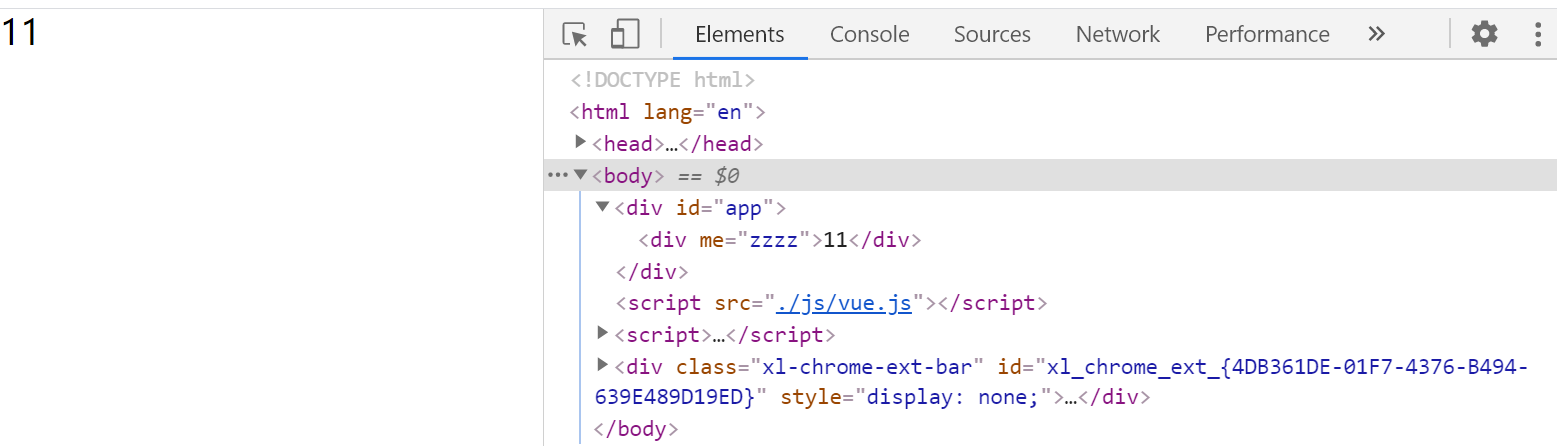 11
Elements Console Sources Network Performance »
<!DOCTYPE html>
<html lang="en">
<head>…</head>
<body> == $0
<div id="app">
<div me="zzzz">11</div>
</div>
<script src="./js/vue.js"></script>
<script>…</script>
<div class="xl-chrome-ext-bar" id="xl_chrome_ext_{4DB361DE-01F7-4376-B494-
639E489D19ED}" style="display: none;">…</div>
</body>